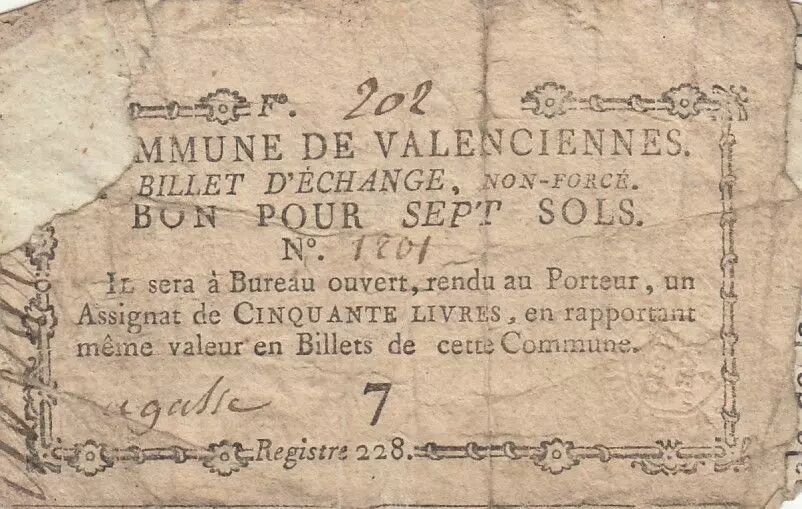 F°. 202
MMUNE DE VALENCIENNES.
BILLET D'ÉCHANGE, NON-FORCÉ.
BON POUR SEPT SOLS.
N°. 1801
IL sera à Bureau ouvert, rendu au Porteur, un
Assignat de CINQUANTE LIVRES, en rapportant
même valeur en Billets de cette Commune.
7
Registre 228.